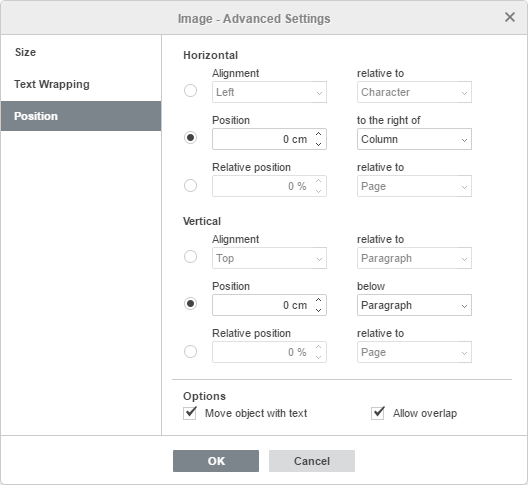 Image - Advanced Settings
Size
Text Wrapping
Position
Horizontal
Alignment relative to
Left Character
Position to the right of
0 cm Column
Relative position relative to
0 % Page
Vertical
Alignment relative to
Top Paragraph
Position below
0 cm Paragraph
Relative position relative to
0 % Page
Options
Move object with text Allow overlap
OK Cancel